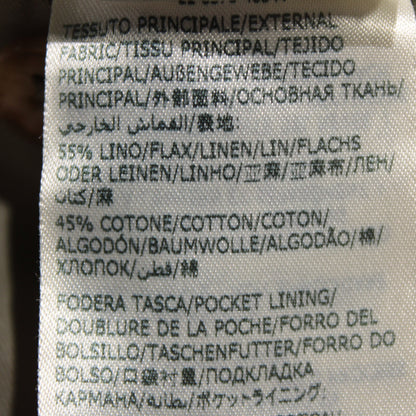 TESSUTO PRINCIPALE/EXTERNAL
FABRIC/TISSU PRINCIPAL/TEJIDO
PRINCIPAL/AUßENGEWEBE/TECIDO
PRINCIPAL/外部面料/ОСНОВНАЯ ТКАНЬ/
القماش الخارجي/表地:
55% LINO/FLAX/LINEN/LIN/FLACHS
ODER LEINEN/LINHO/亚麻/亜麻布/ЛЕН/
كتان/麻
45% COTONE/COTTON/COTON/
ALGODÓN/BAUMWOLLE/ALGODÃO/棉/
ХЛОПОК/قطن/綿
FODERA TASCA/POCKET LINING/
DOUBLURE DE LA POCHE/FORRO DEL
BOLSILLO/TASCHENFUTTER/FORRO DO
BOLSO/口袋衬里/ПОДКЛАДКА
КАРМАНА/بطانة/ポケットライニング: